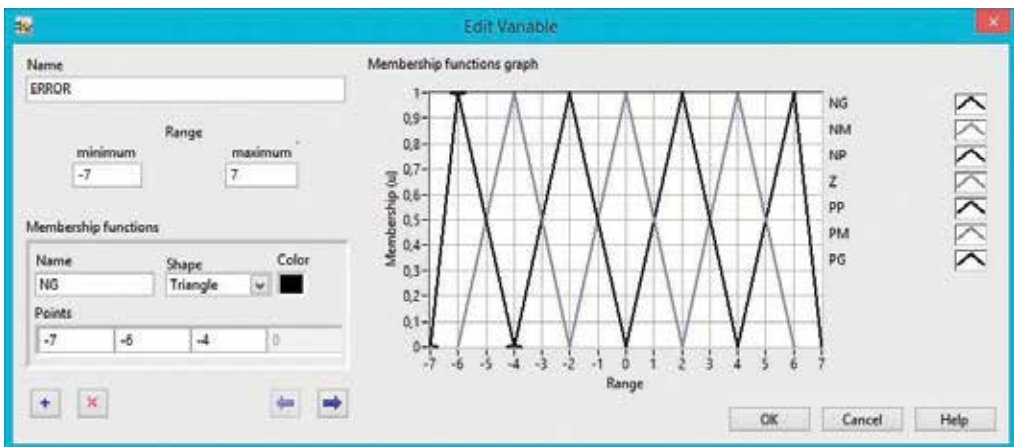 Edit Variable
Name
ERROR
Range
minimum
maximum
-7
7
Membership functions
Name
Shape
Color
NG
Triangle
Points
-7
-6
-4
0
Membership functions graph
Membership (u)
1
0,9
0,8
0,7
0,6
0,5
0,4
0,3
0,2
0,1
0
-7 -6 -5 -4 -3 -2 -1 0 1 2 3 4 5 6 7
Range
NG
NM
NP
Z
PP
PM
PG
OK
Cancel
Help